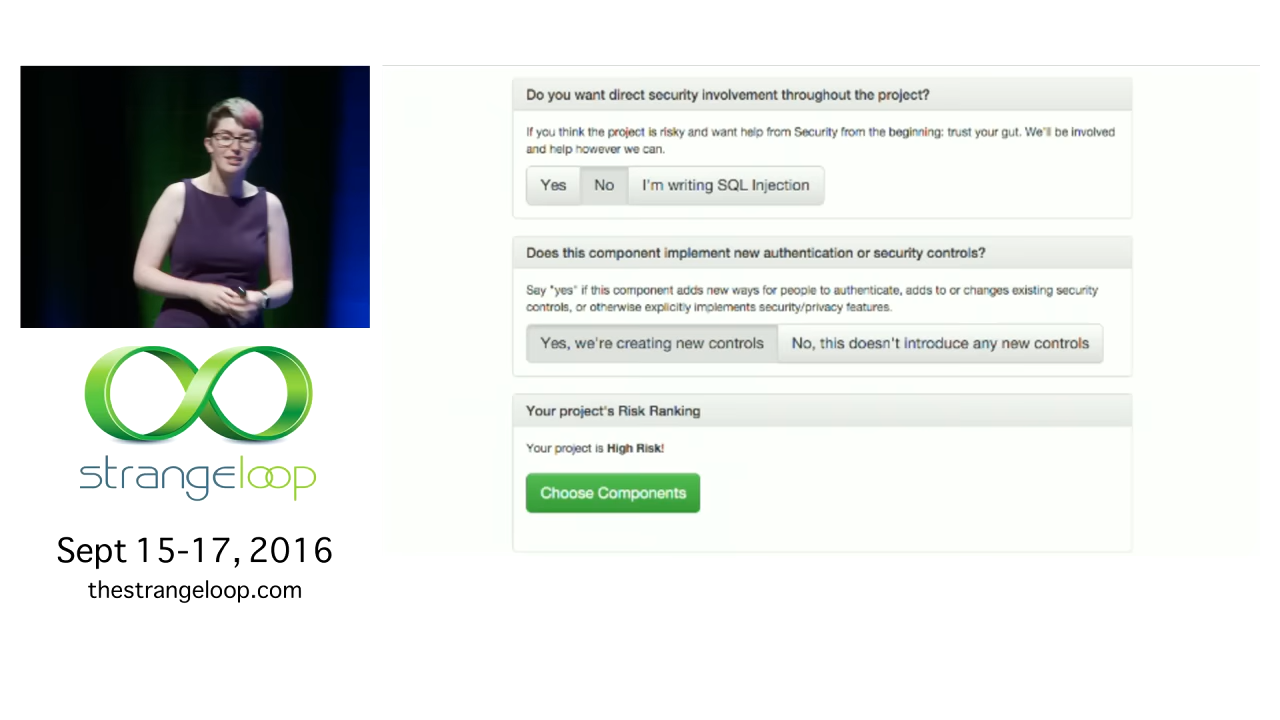 Do you want direct security involvement throughout the project?
If you think the project is risky and want help from Security from the beginning: trust your gut. We'll be involved
and help however we can.
Yes
No
I'm writing SQL Injection
Does this component implement new authentication or security controls?
Say "yes" if this component adds new ways for people to authenticate, adds to or changes existing security
controls, or otherwise explicitly implements security/privacy features.
Yes, we're creating new controls
No, this doesn't introduce any new controls
Your project's Risk Ranking
Your project is High Risk!
Choose Components
strangeloop
Sept 15-17, 2016
thestrangeloop.com